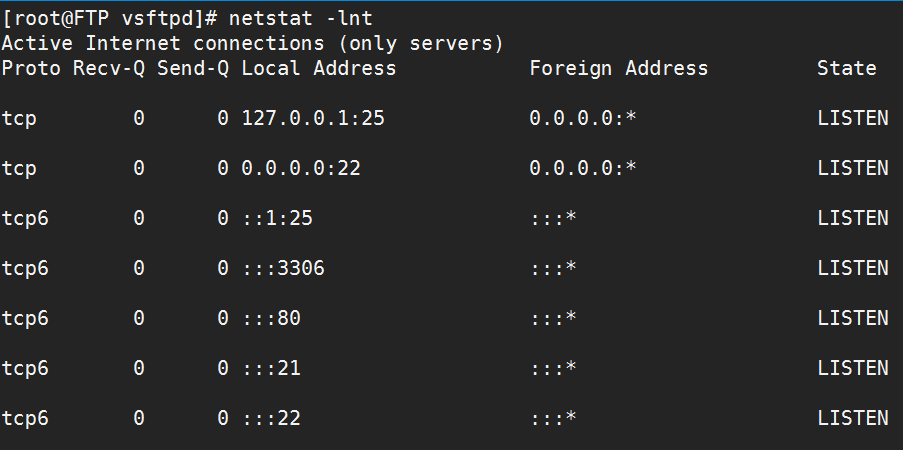 [root@FTP vsftpd]# netstat -lnt
Active Internet connections (only servers)
Proto Recv-Q Send-Q Local Address           Foreign Address         State
tcp        0      0 127.0.0.1:25            0.0.0.0:*               LISTEN
tcp        0      0 0.0.0.0:22              0.0.0.0:*               LISTEN
tcp6       0      0 ::1:25                  :::*                    LISTEN
tcp6       0      0 :::3306                 :::*                    LISTEN
tcp6       0      0 :::80                   :::*                    LISTEN
tcp6       0      0 :::21                   :::*                    LISTEN
tcp6       0      0 :::22                   :::*                    LISTEN